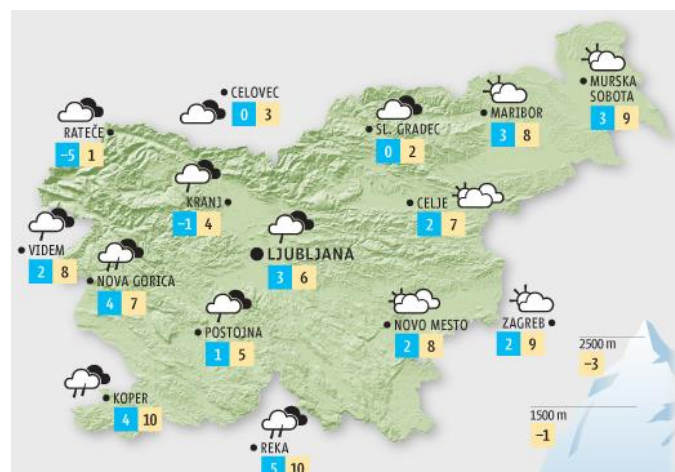 CELOVEC
0 3
RATEČE
-5 1
SL. GRADEC
0 2
MARIBOR
3 8
MURSKA
SOBOTA
3 9
KRANJ
-1 4
CELJE
2 7
VIDEM
2 8
NOVA GORICA
4 7
LJUBLJANA
3 6
POSTOJNA
1 5
NOVO MESTO
2 8
ZAGREB
2 9
2500 m
-3
1500 m
-1
KOPER
4 10
REKA
5 10